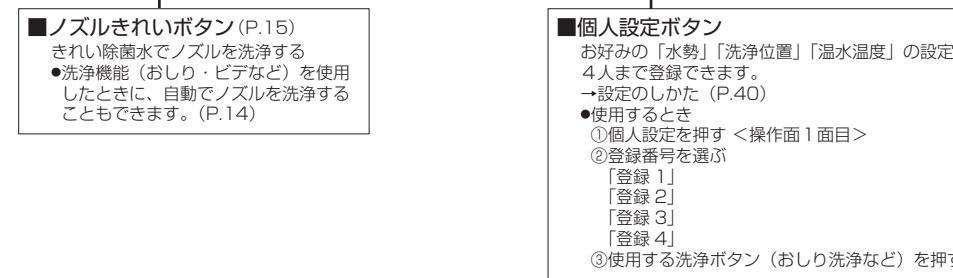 ■ノズルきれいボタン(P.15)
きれい除菌水でノズルを洗浄する
●洗浄機能（おしり・ビデなど）を使用
したときに、自動でノズルを洗浄する
こともできます。(P.14)
■個人設定ボタン
お好みの「水勢」「洗浄位置」「温水温度」の設定
４人まで登録できます。
→設定のしかた（P.40）
●使用するとき
①個人設定を押す ＜操作面１面目＞
②登録番号を選ぶ
「登録 1」
「登録 2」
「登録 3」
「登録 4」
③使用する洗浄ボタン（おしり洗浄など）を押す